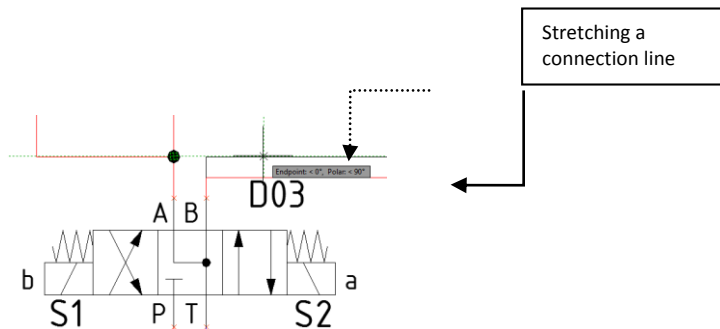 Stretching a
connection line
Endpoint: < 0°, Polar: < 90°
D03
A B
b a
S1 P T S2